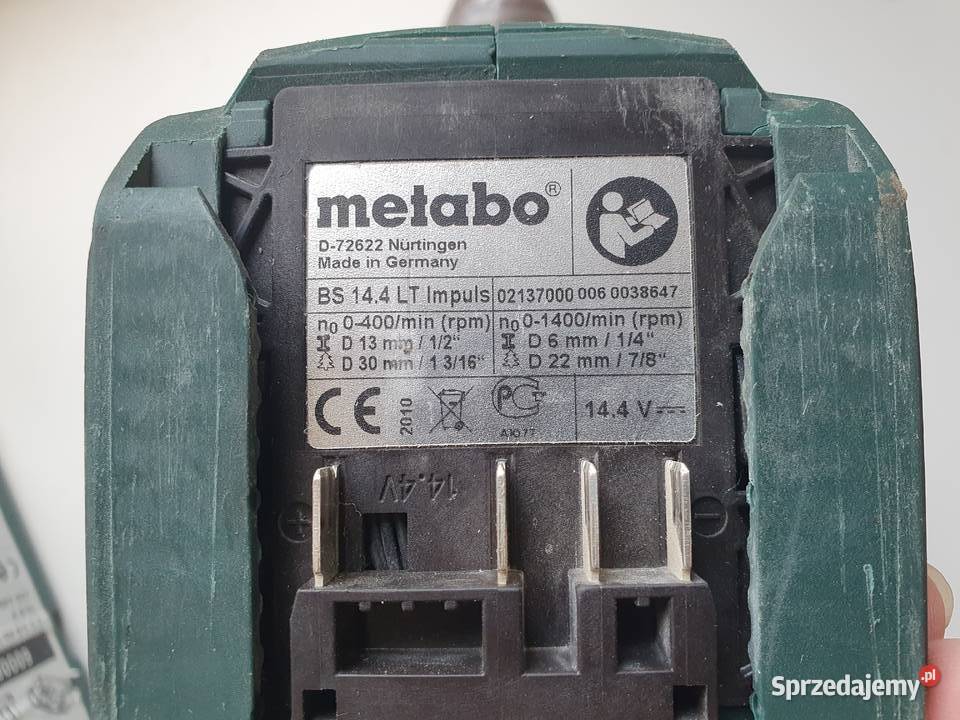 metabo®
D-72622 Nürtingen
Made in Germany
BS 14.4 LT Impuls 02137000 006 0038647
n0 0-400/min (rpm) n0 0-1400/min (rpm)
D 13 mm / 1/2“ D 6 mm / 1/4“
D 30 mm / 1 3/16“ D 22 mm / 7/8“
CE 2010 14.4 V
14.4V
+ −
Sprzedajemy.pl